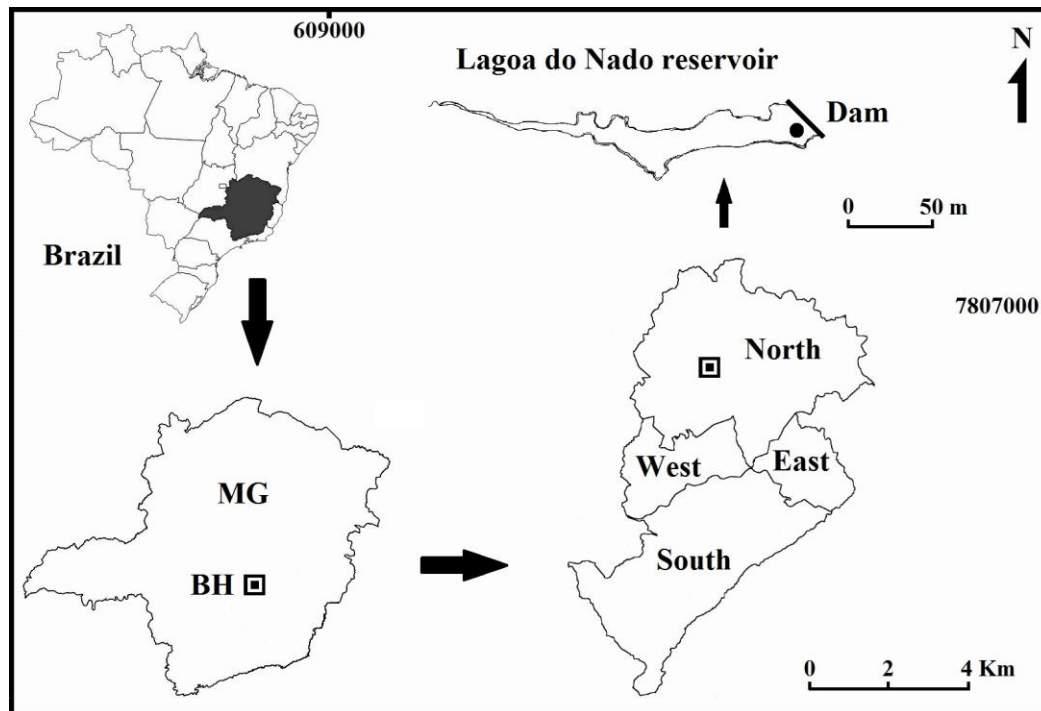 609000
Lagoa do Nado reservoir
N
Dam
0 50 m
Brazil
7807000
North
West
East
South
MG
BH
0 2 4 Km